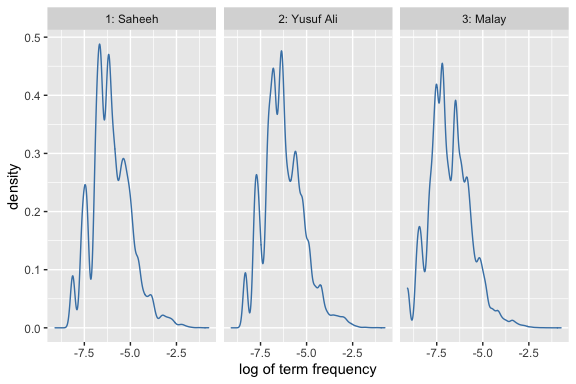 1: Saheeh
2: Yusuf Ali
3: Malay
density
0.5
0.4
0.3
0.2
0.1
0.0
-7.5 -5.0 -2.5
-7.5 -5.0 -2.5
-7.5 -5.0 -2.5
log of term frequency